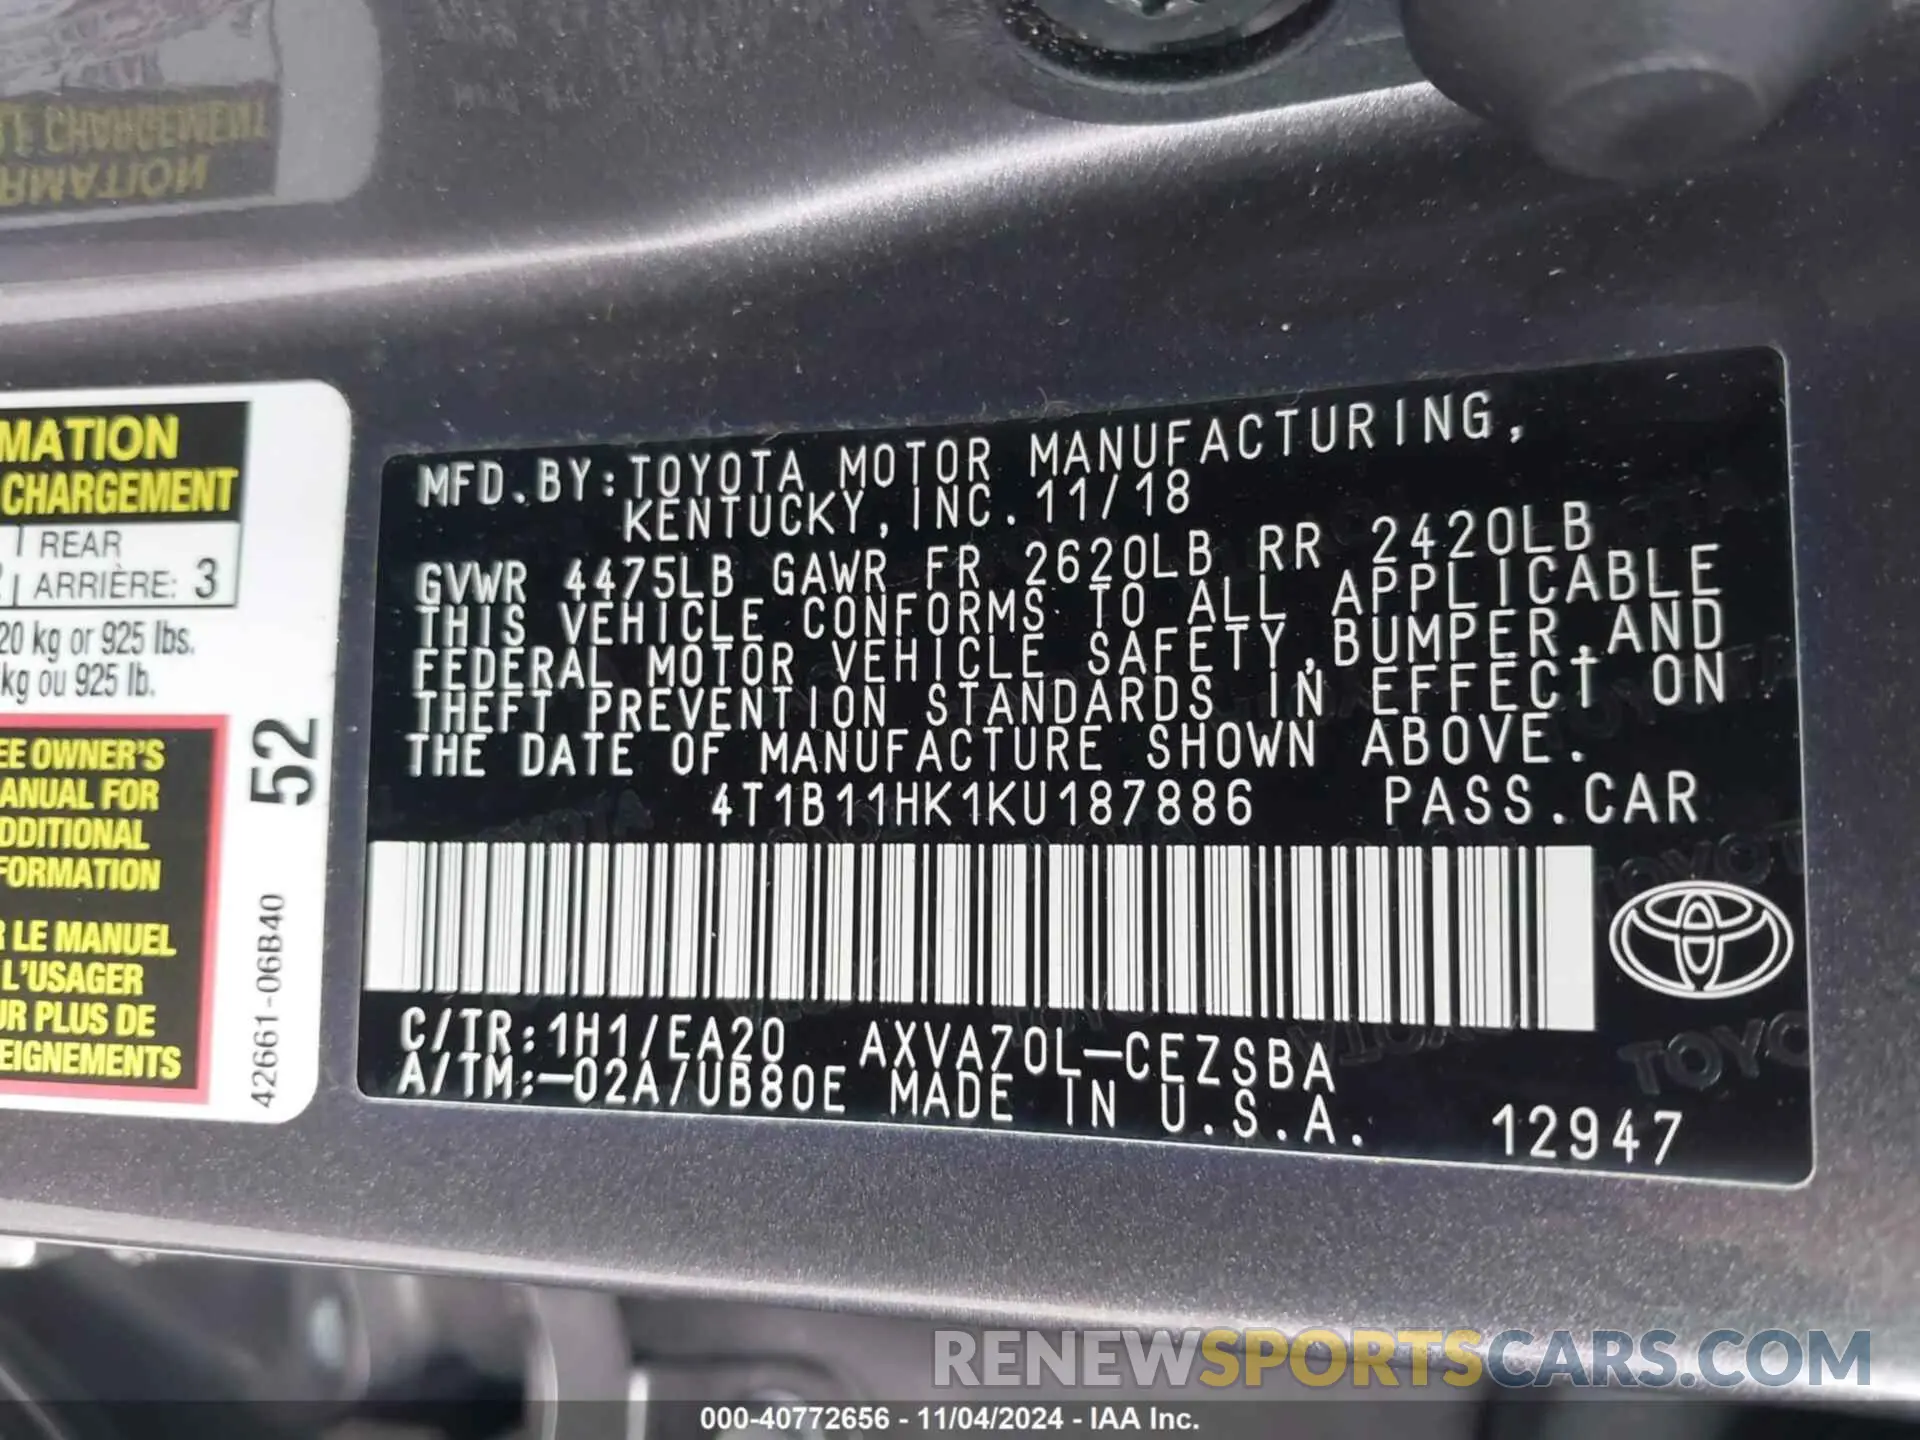 LE CHARGEMENT
RMATION
MATION
CHARGEMENT
REAR
ARRIÈRE: 3
20 kg or 925 lbs.
kg ou 925 lb.
EE OWNER'S
ANUAL FOR
DDITIONAL
FORMATION
R LE MANUEL
L'USAGER
UR PLUS DE
EIGNEMENTS
52
42661-06B40
MFD.BY:TOYOTA MOTOR MANUFACTURING,
KENTUCKY,INC.11/18
GVWR 4475LB GAWR FR 2620LB RR 2420LB
THIS VEHICLE CONFORMS TO ALL APPLICABLE
FEDERAL MOTOR VEHICLE SAFETY,BUMPER,AND
THEFT PREVENTION STANDARDS IN EFFECT ON
THE DATE OF MANUFACTURE SHOWN ABOVE.
4T1B11HK1KU187886 PASS.CAR
C/TR:1H1/EA20 AXVA70L-CEZSBA
A/TM:-02A/UB80E MADE IN U.S.A.
12947
RENEWSPORTSCARS.COM
000-40772656 - 11/04/2024 - IAA Inc.